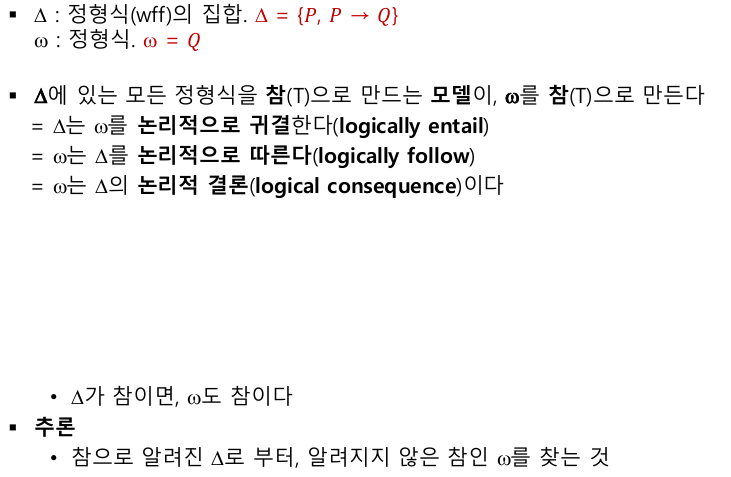 ▪ Δ : 정형식(wff)의 집합. Δ = {P, P → Q}
ω : 정형식. ω = Q
▪ Δ에 있는 모든 정형식을 참(T)으로 만드는 모델이, ω를 참(T)으로 만든다
= Δ는 ω를 논리적으로 귀결한다(logically entail)
= ω는 Δ를 논리적으로 따른다(logically follow)
= ω는 Δ의 논리적 결론(logical consequence)이다
• Δ가 참이면, ω도 참이다
▪ 추론
• 참으로 알려진 Δ로 부터, 알려지지 않은 참인 ω를 찾는 것